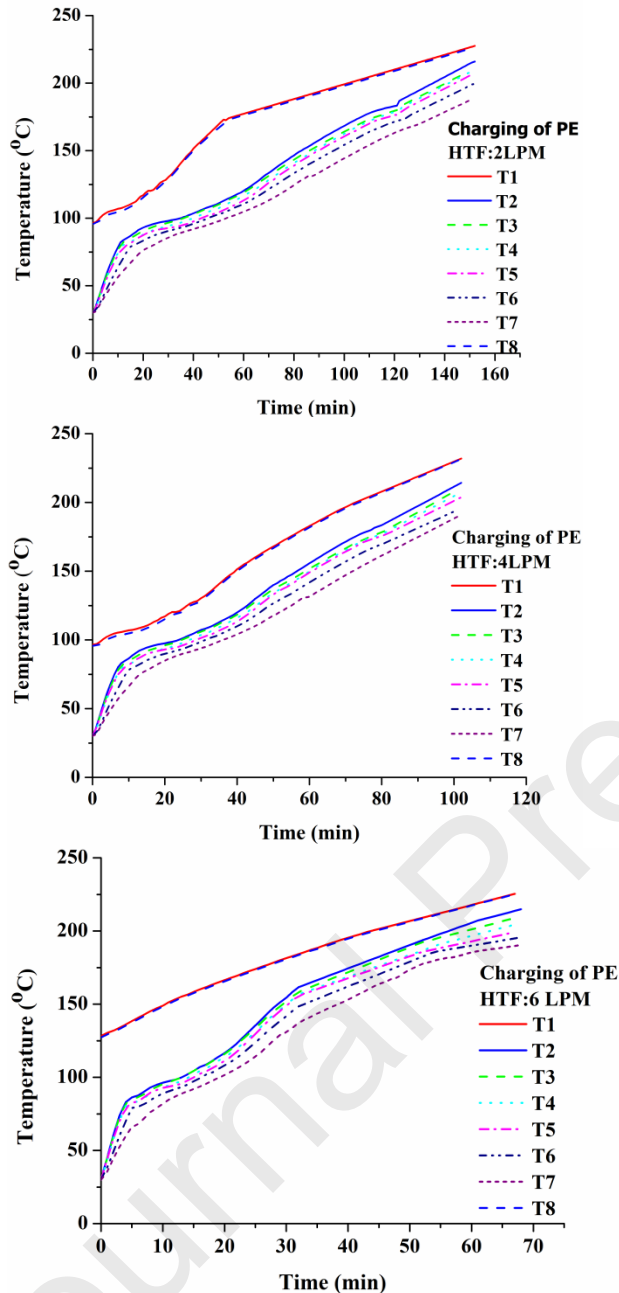 250
200
150
100
50
0
Temperature (⁰C)
Charging of PE
HTF:2LPM
T1
T2
T3
T4
T5
T6
T7
T8
0 20 40 60 80 100 120 140 160
Time (min)
250
200
150
100
50
0
Temperature (⁰C)
Charging of PE
HTF:4LPM
T1
T2
T3
T4
T5
T6
T7
T8
0 20 40 60 80 100 120
Time (min)
250
200
150
100
50
0
Temperature (⁰C)
Charging of PE
HTF:6 LPM
T1
T2
T3
T4
T5
T6
T7
T8
0 10 20 30 40 50 60 70
Time (min)
urnal Pre